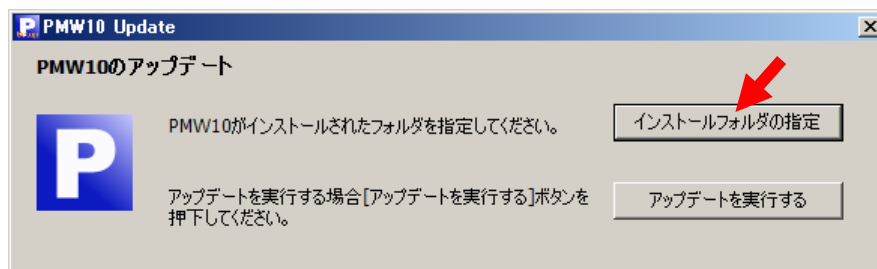 PMW10 Update
PMW10のアップデート
PMW10がインストールされたフォルダを指定してください。
インストールフォルダの指定
アップデートを実行する場合[アップデートを実行する]ボタンを
押下してください。
アップデートを実行する
P